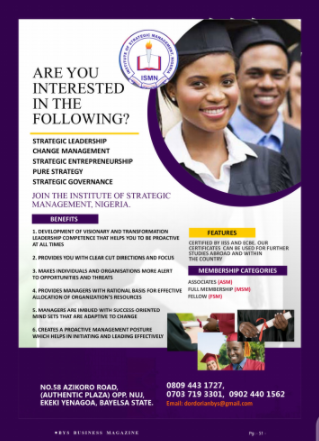 INSTITUTE OF STRATEGIC MANAGEMENT, NIGERIA
ISMN
ARE YOU
INTERESTED
IN THE
FOLLOWING?
STRATEGIC LEADERSHIP
CHANGE MANAGEMENT
STRATEGIC ENTREPRENEURSHIP
PURE STRATEGY
STRATEGIC GOVERNANCE
JOIN THE INSTITUTE OF STRATEGIC
MANAGEMENT, NIGERIA.
BENEFITS
1. DEVELOPMENT OF VISIONARY AND TRANSFORMATION
LEADERSHIP COMPETENCE THAT HELPS YOU TO BE PROACTIVE
AT ALL TIMES
2. PROVIDES YOU WITH CLEAR CUT DIRECTIONS AND FOCUS
3. MAKES INDIVIDUALS AND ORGANISATIONS MORE ALERT
TO OPPORTUNITIES AND THREATS
4. PROVIDES MANAGERS WITH RATIONAL BASIS FOR EFFECTIVE
ALLOCATION OF ORGANIZATION'S RESOURCES
5. MANAGERS ARE IMBUED WITH SUCCESS-ORIENTED
MIND SETS THAT ARE ADAPTIVE TO CHANGE
6. CREATES A PROACTIVE MANAGEMENT POSTURE
WHICH HELPS IN INITIATING AND LEADING EFFECTIVELY
FEATURES
CERTIFIED BY AND OUR
CERTIFICATES CAN BE USED FOR FURTHER
STUDIES ABROAD AND WITHIN
THE COUNTRY
MEMBERSHIP CATEGORIES
ASSOCIATES (ASM)
FULL MEMBERSHIP (MSM)
FELLOW (FSM)
NO.58 AZIKORO ROAD,
(AUTHENTIC PLAZA) OPP. NUJ,
EKEKI YENAGOA, BAYELSA STATE.
0809 443 1727,
0703 719 3301, 0902 440 1562
Email: dontorianbys@gmail.com
BYS BUSINESS MAGAZINE